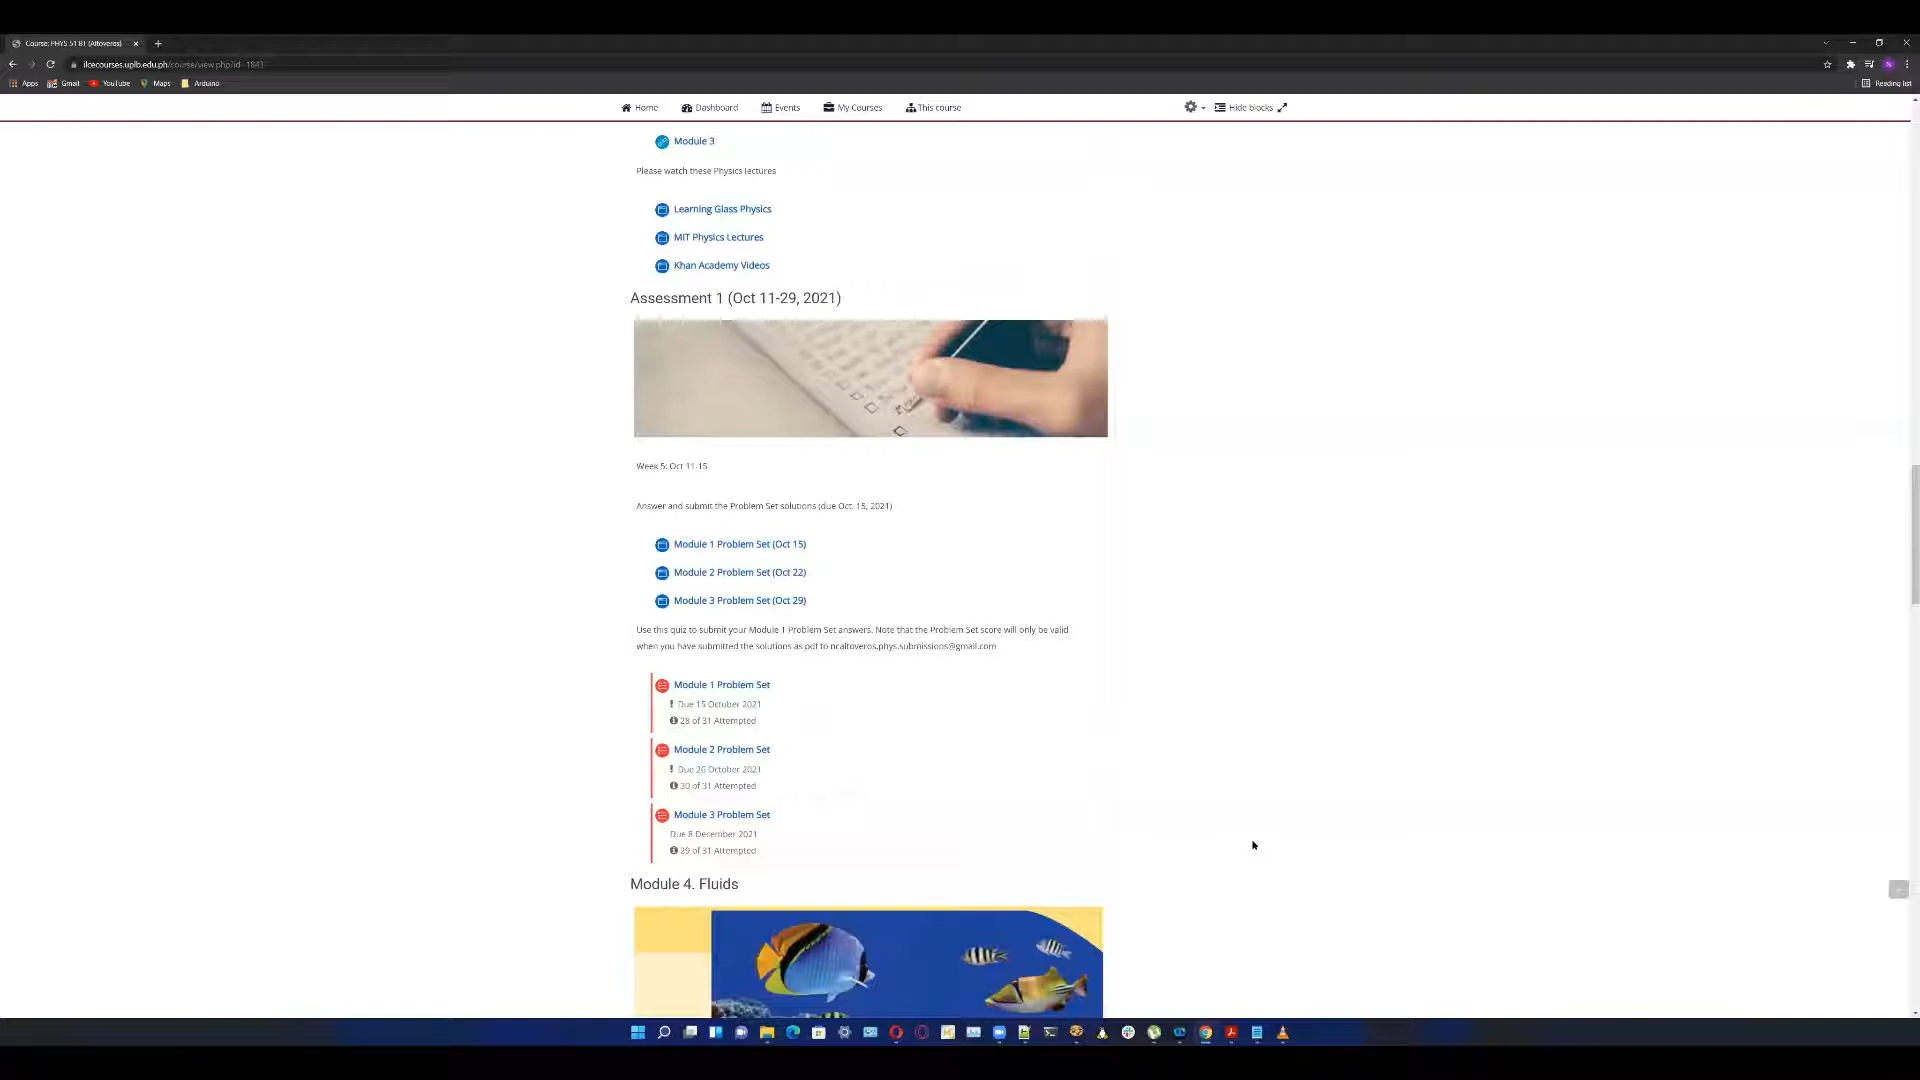 Course: PHYS 51 B1 (Altoveros)
ilcecourses.uplb.edu.ph/course/view.php?id=1843
Apps Gmail YouTube Maps Arduino Reading list
Home Dashboard Events My Courses This course Hide blocks
Module 3
Please watch these Physics lectures
Learning Glass Physics
MIT Physics Lectures
Khan Academy Videos
Assessment 1 (Oct 11-29, 2021)
Week 5: Oct 11-15
Answer and submit the Problem Set solutions (due Oct. 15, 2021)
Module 1 Problem Set (Oct 15)
Module 2 Problem Set (Oct 22)
Module 3 Problem Set (Oct 29)
Use this quiz to submit your Module 1 Problem Set answers. Note that the Problem Set score will only be valid
when you have submitted the solutions as pdf to ncaltoveros.phys.submissions@gmail.com
Module 1 Problem Set
Due 15 October 2021
28 of 31 Attempted
Module 2 Problem Set
Due 26 October 2021
30 of 31 Attempted
Module 3 Problem Set
Due 8 December 2021
29 of 31 Attempted
Module 4. Fluids